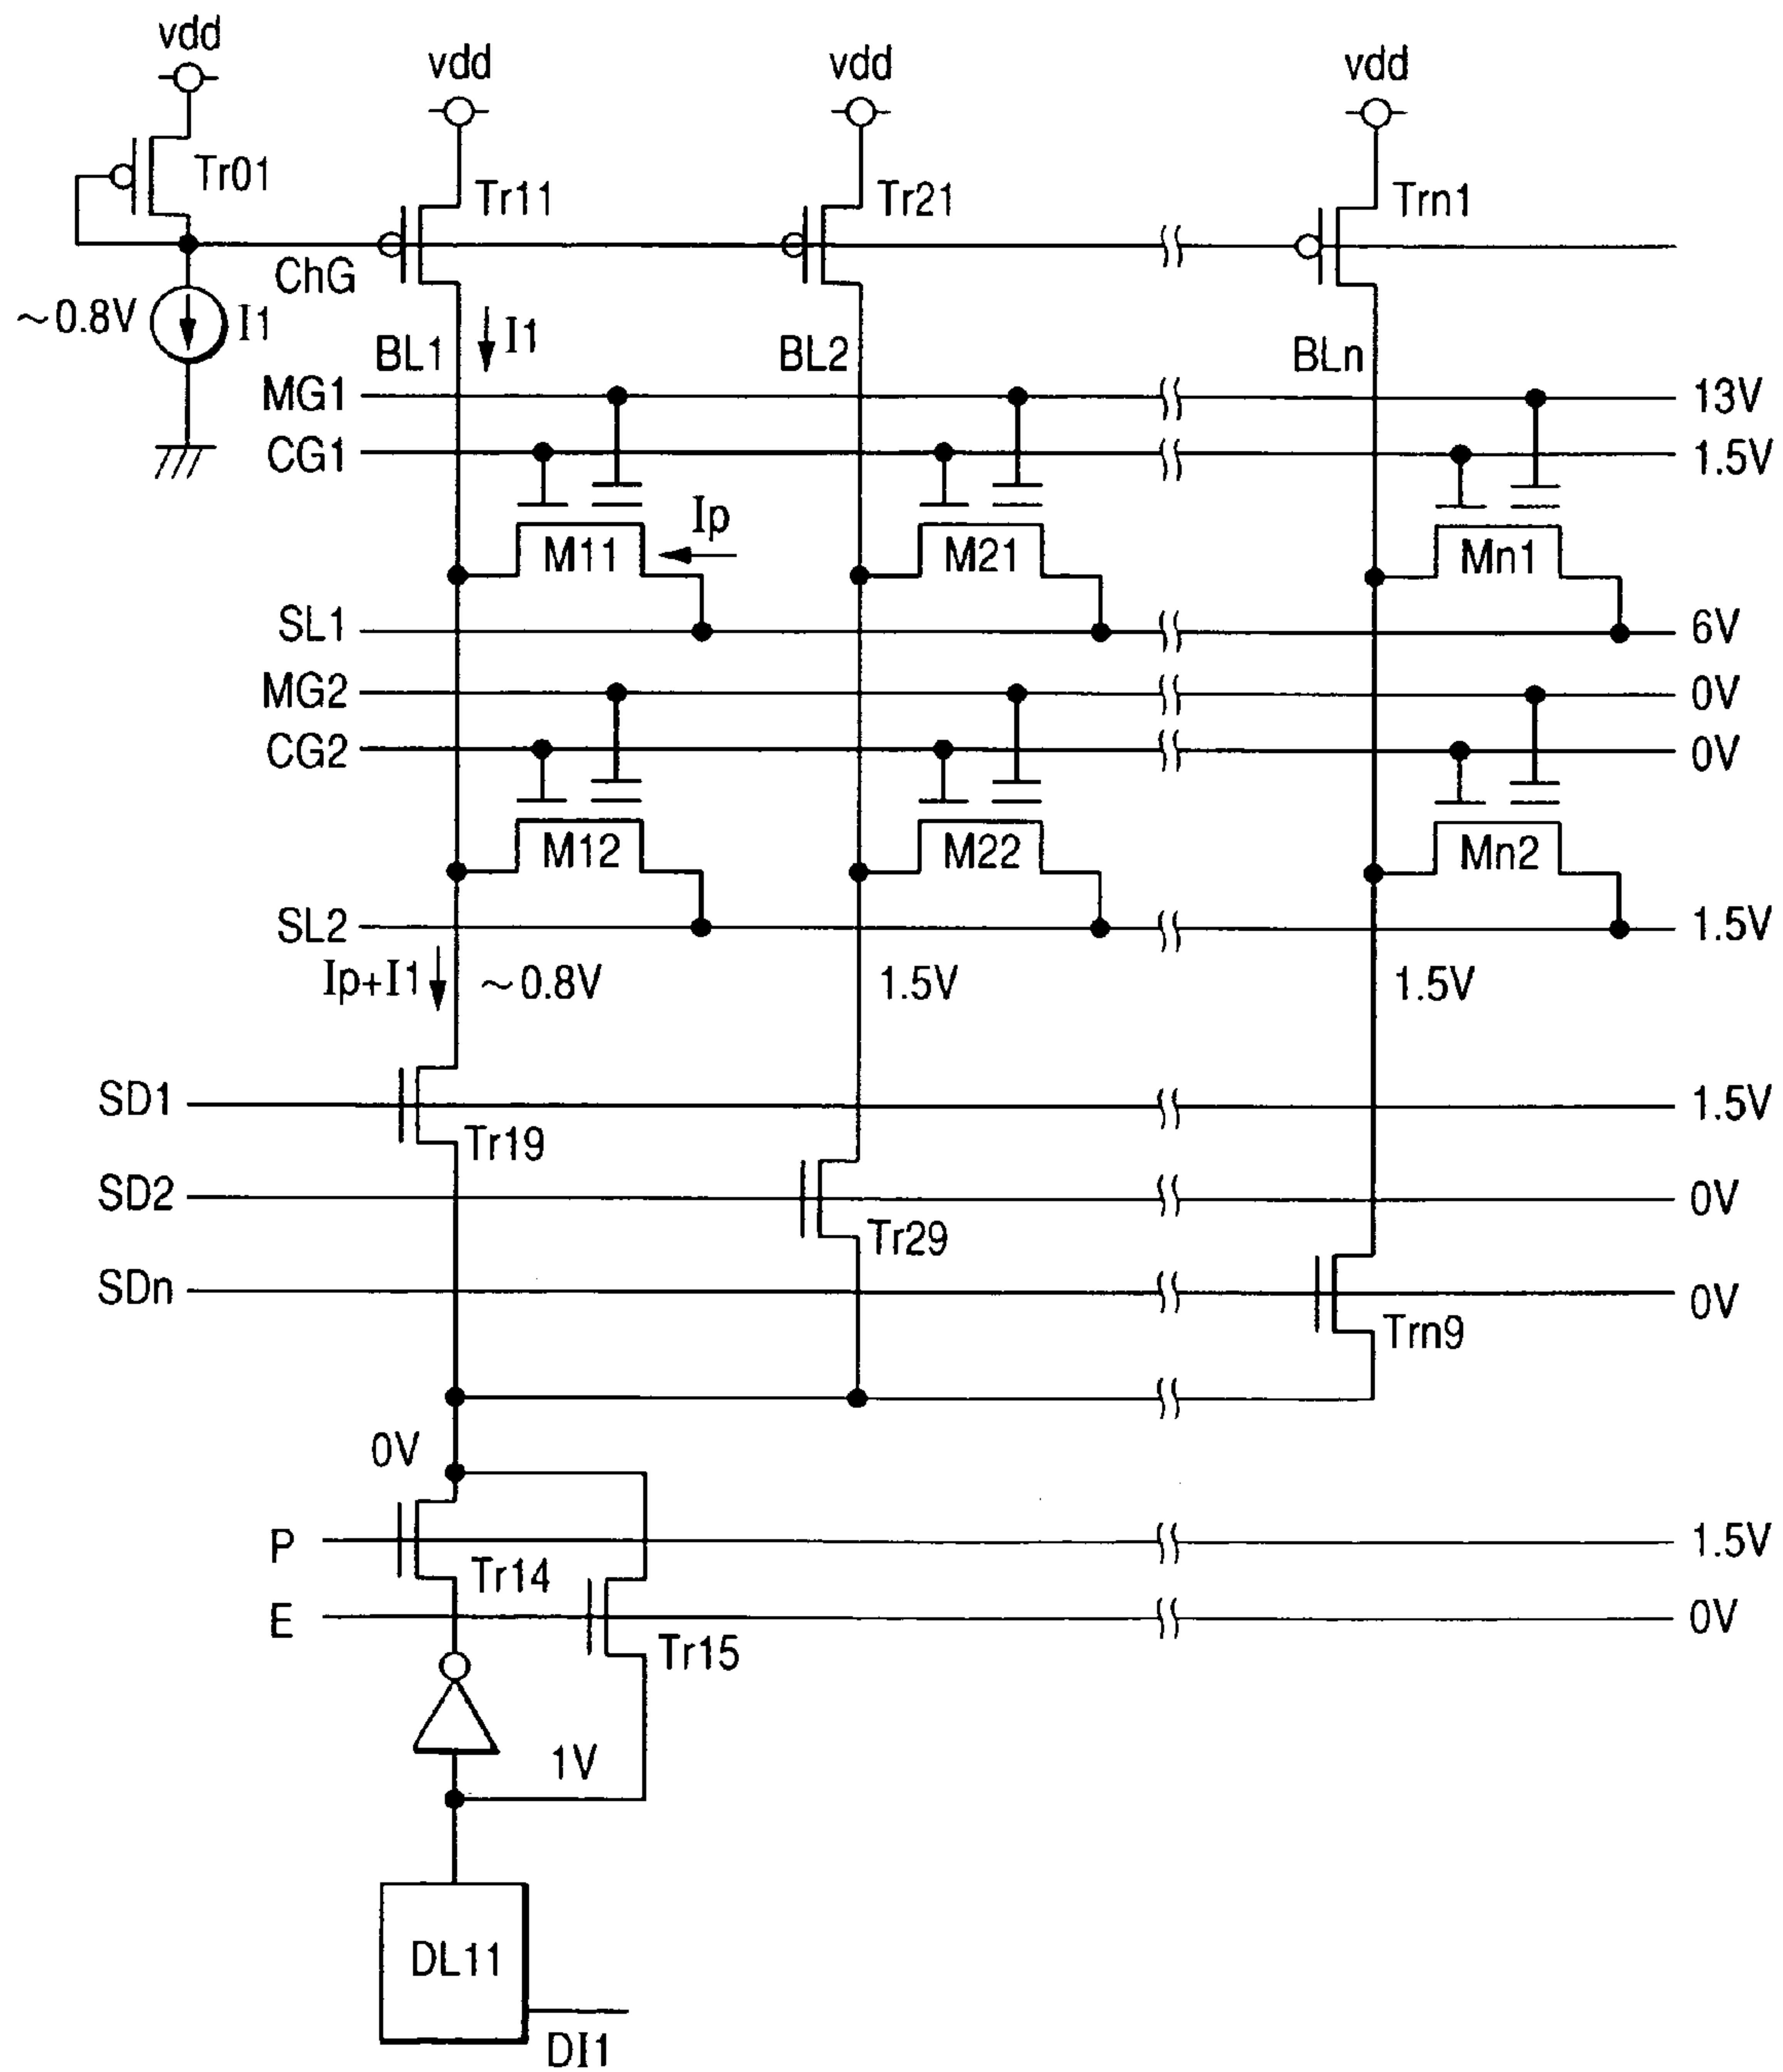 vdd vdd vdd vdd
Tr01 Tr11 Tr21 Trn1
ChG
~0.8V I1 I1
BL1 BL2 BLn
MG1 13V
CG1 1.5V
Ip
M11 M21 Mn1
SL1 6V
MG2 0V
CG2 0V
M12 M22 Mn2
SL2 1.5V
Ip+I1 ~0.8V 1.5V 1.5V
SD1 1.5V
Tr19
SD2 0V
Tr29
SDn 0V
Trn9
0V
P 1.5V
Tr14
E 0V
Tr15
1V
DL11
DI1